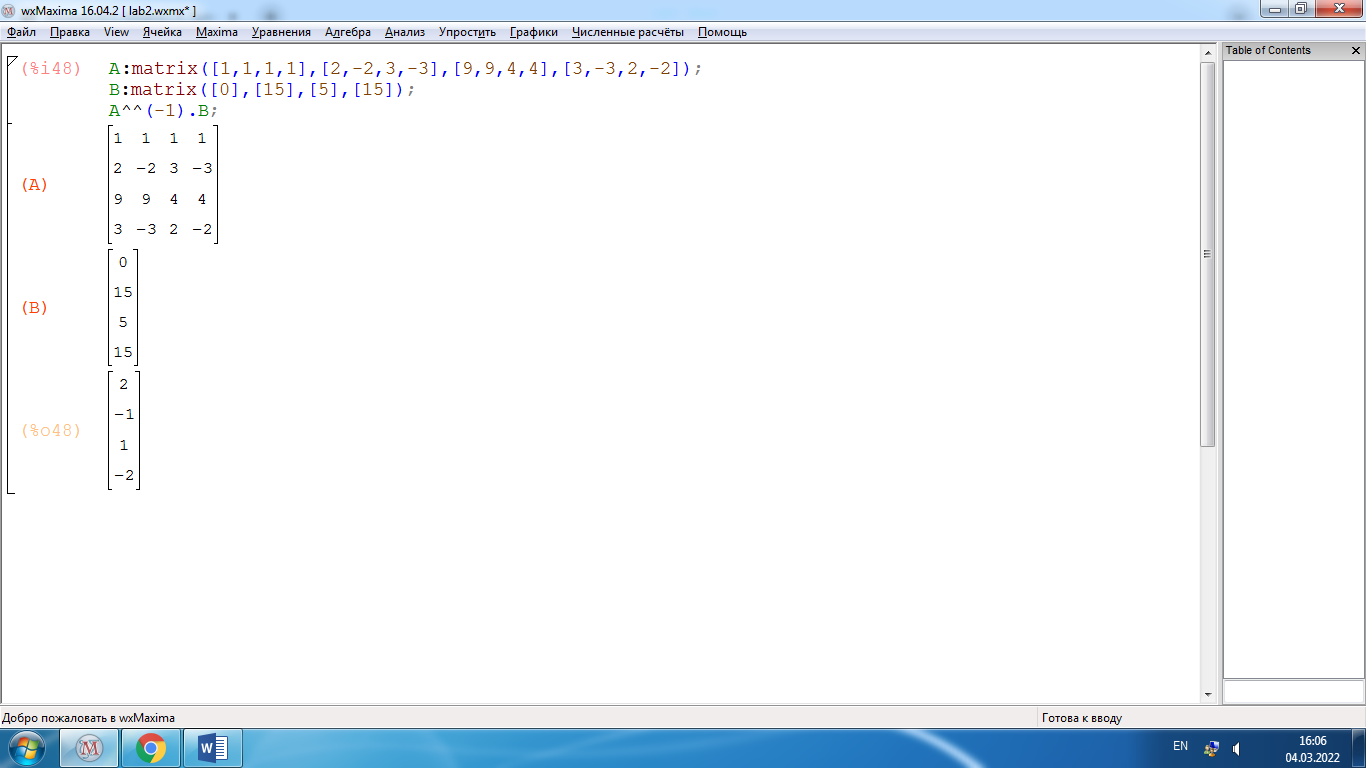 wxMaxima 16.04.2 [ lab2.wxmx* ]
Файл Правка View Ячейка Maxima Уравнения Алгебра Анализ Упростить Графики Численные расчёты Помощь
Table of Contents
(%i48) A:matrix([1,1,1,1],[2,-2,3,-3],[9,9,4,4],[3,-3,2,-2]);
B:matrix([0],[15],[5],[15]);
A^^(-1).B;
1 1 1 1
2 −2 3 −3
(A)
9 9 4 4
3 −3 2 −2
0
15
(B)
5
15
2
−1
(%o48)
1
−2
Добро пожаловать в wxMaxima
Готова к вводу
EN
16:06
04.03.2022